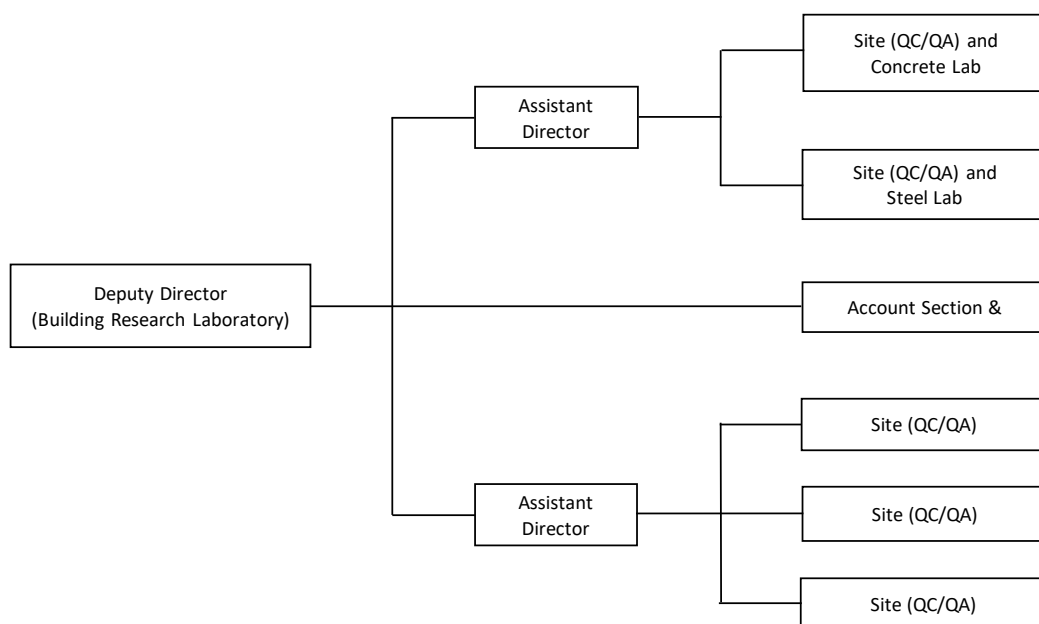 Site (QC/QA) and
Concrete Lab
Assistant
Director
Site (QC/QA) and
Steel Lab
Deputy Director
(Building Research Laboratory)
Account Section &
Site (QC/QA)
Assistant
Director
Site (QC/QA)
Site (QC/QA)